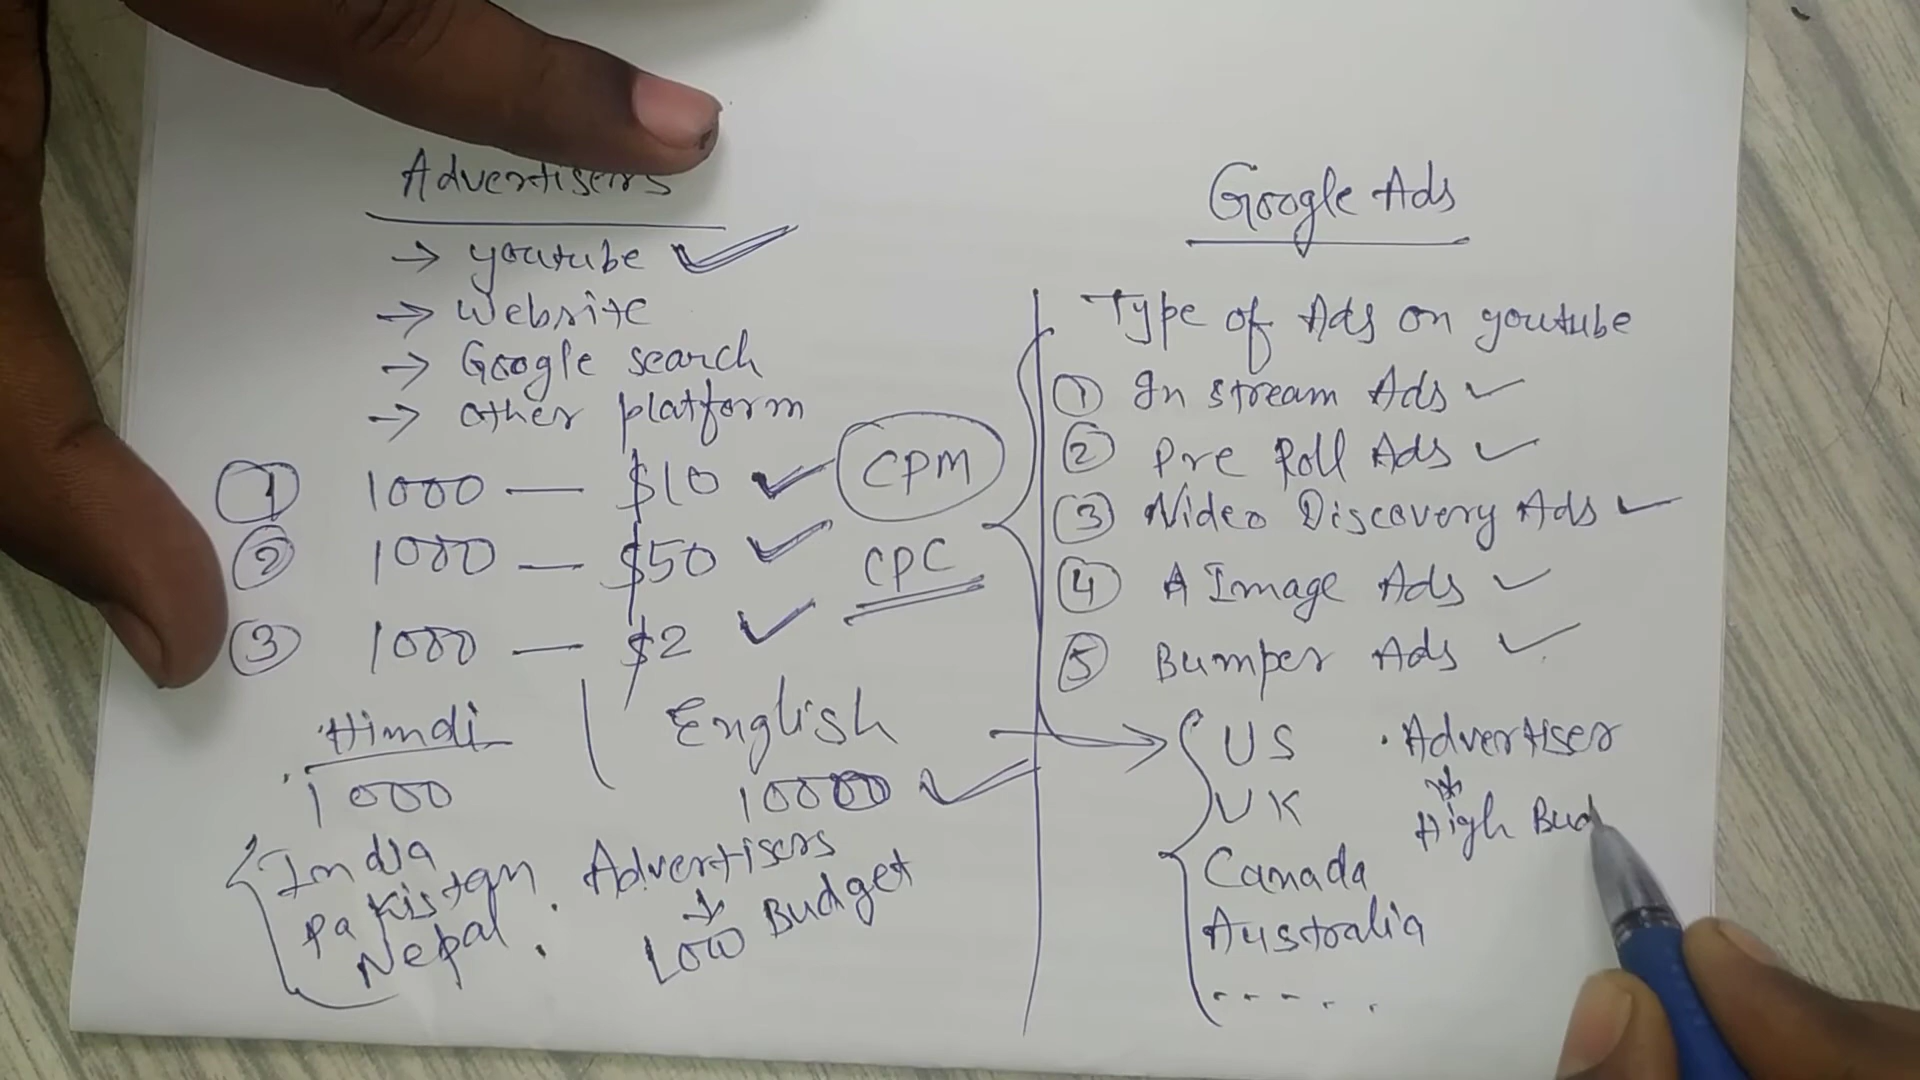 Advertisers
→ youtube ✓
→ Website
→ Google search
→ other platform
① 1000 — $10 ✓ CPM
② 1000 — $50 ✓ CPC
③ 1000 — $2 ✓
Himdi
1000
English
10000 ✓
India
Pakistan
Nepal
Advertisers
Low Budget
Google Ads
Type of Ads on youtube
① In stream Ads ✓
② Pre Roll Ads ✓
③ Video Discovery Ads ✓
④ A Image Ads ✓
⑤ Bumper Ads ✓
US
UK
Canada
Australia
-----
Advertiser
High Bud